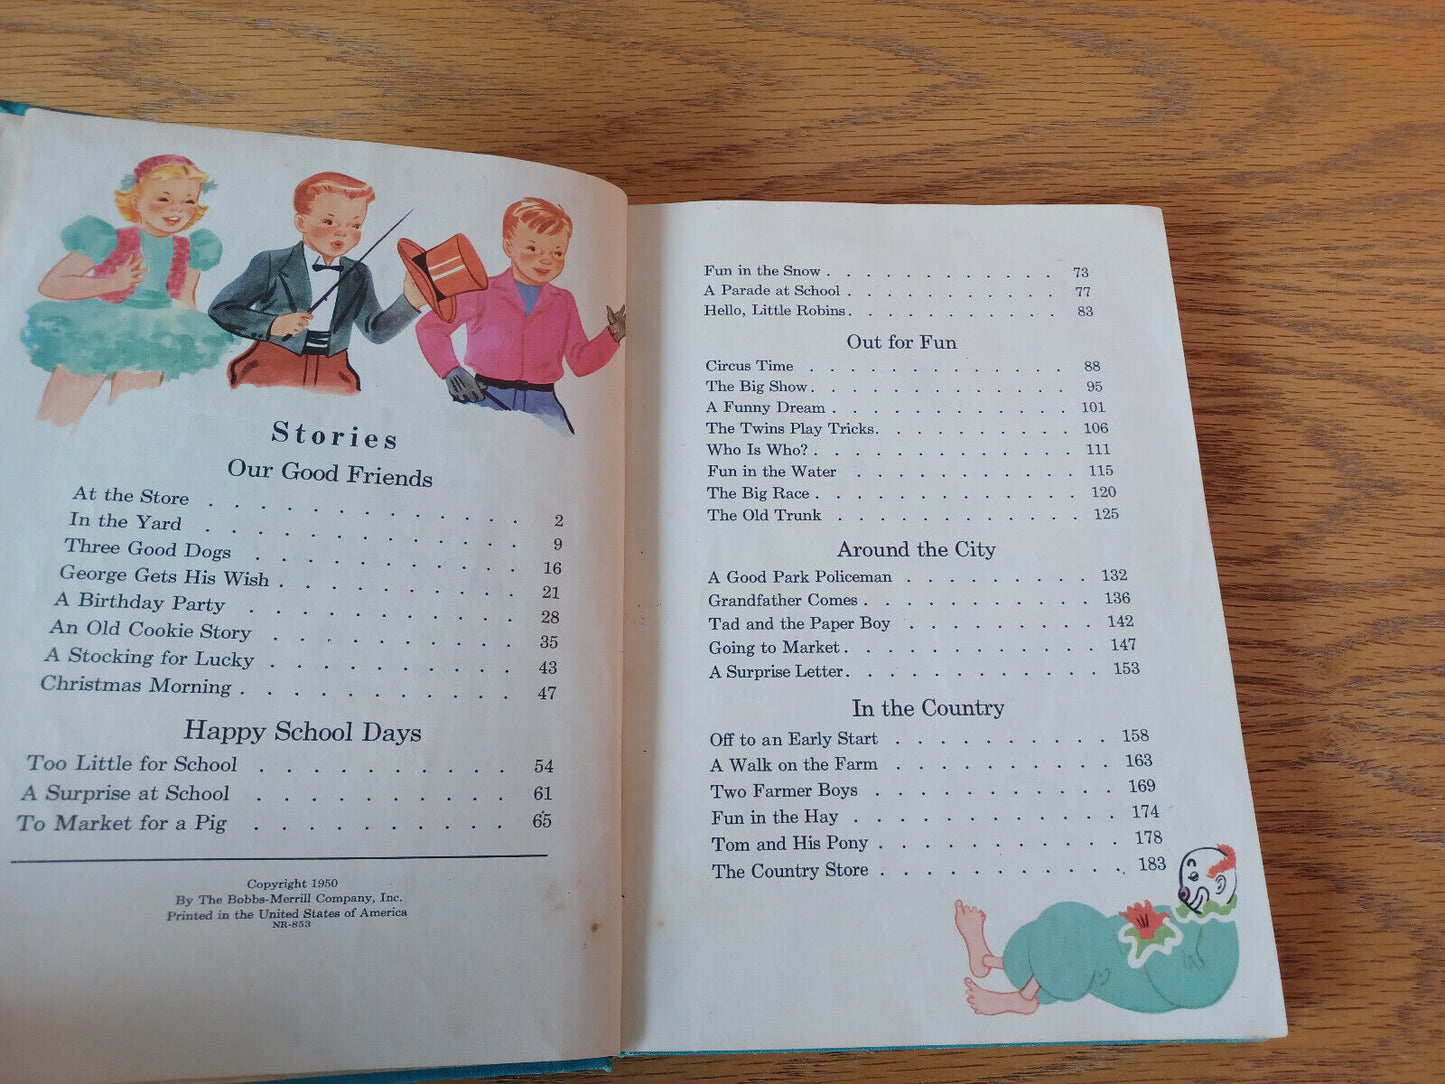 Stories
Our Good Friends
At the Store . . . . . . . . . . . . 2
In the Yard . . . . . . . . . . . . 9
Three Good Dogs . . . . . . . . . . 16
George Gets His Wish . . . . . . . . . 21
A Birthday Party . . . . . . . . . . 28
An Old Cookie Story . . . . . . . . . 35
A Stocking for Lucky . . . . . . . . . 43
Christmas Morning . . . . . . . . . . 47
Happy School Days
Too Little for School . . . . . . . . . 54
A Surprise at School . . . . . . . . . 61
To Market for a Pig . . . . . . . . . 65
Copyright 1950
By The Bobbs-Merrill Company, Inc.
Printed in the United States of America
NR-853
Fun in the Snow . . . . . . . . . . . 73
A Parade at School . . . . . . . . . . 77
Hello, Little Robins . . . . . . . . . . 83
Out for Fun
Circus Time . . . . . . . . . . . 88
The Big Show . . . . . . . . . . . 95
A Funny Dream . . . . . . . . . . . 101
The Twins Play Tricks . . . . . . . . . 106
Who Is Who? . . . . . . . . . . . 111
Fun in the Water . . . . . . . . . . 115
The Big Race . . . . . . . . . . . . 120
The Old Trunk . . . . . . . . . . . 125
Around the City
A Good Park Policeman . . . . . . . . 132
Grandfather Comes . . . . . . . . . . 136
Tad and the Paper Boy . . . . . . . . 142
Going to Market . . . . . . . . . . . 147
A Surprise Letter . . . . . . . . . . . 153
In the Country
Off to an Early Start . . . . . . . . . 158
A Walk on the Farm . . . . . . . . . 163
Two Farmer Boys . . . . . . . . . . 169
Fun in the Hay . . . . . . . . . . . 174
Tom and His Pony . . . . . . . . . . 178
The Country Store . . . . . . . . . . 183